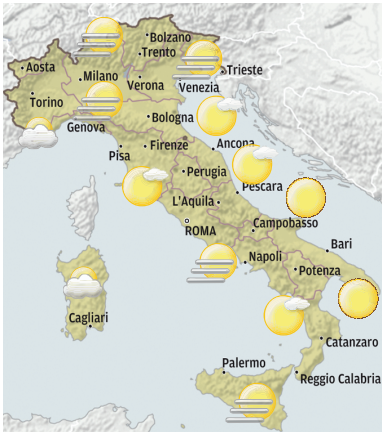 Bolzano
Trento
Aosta
Milano
Trieste
Verona
Venezia
Torino
Bologna
Genova
Firenze
Ancona
Pisa
Perugia
Pescara
L'Aquila
Campobasso
ROMA
Bari
Napoli
Potenza
Cagliari
Catanzaro
Palermo
Reggio Calabria